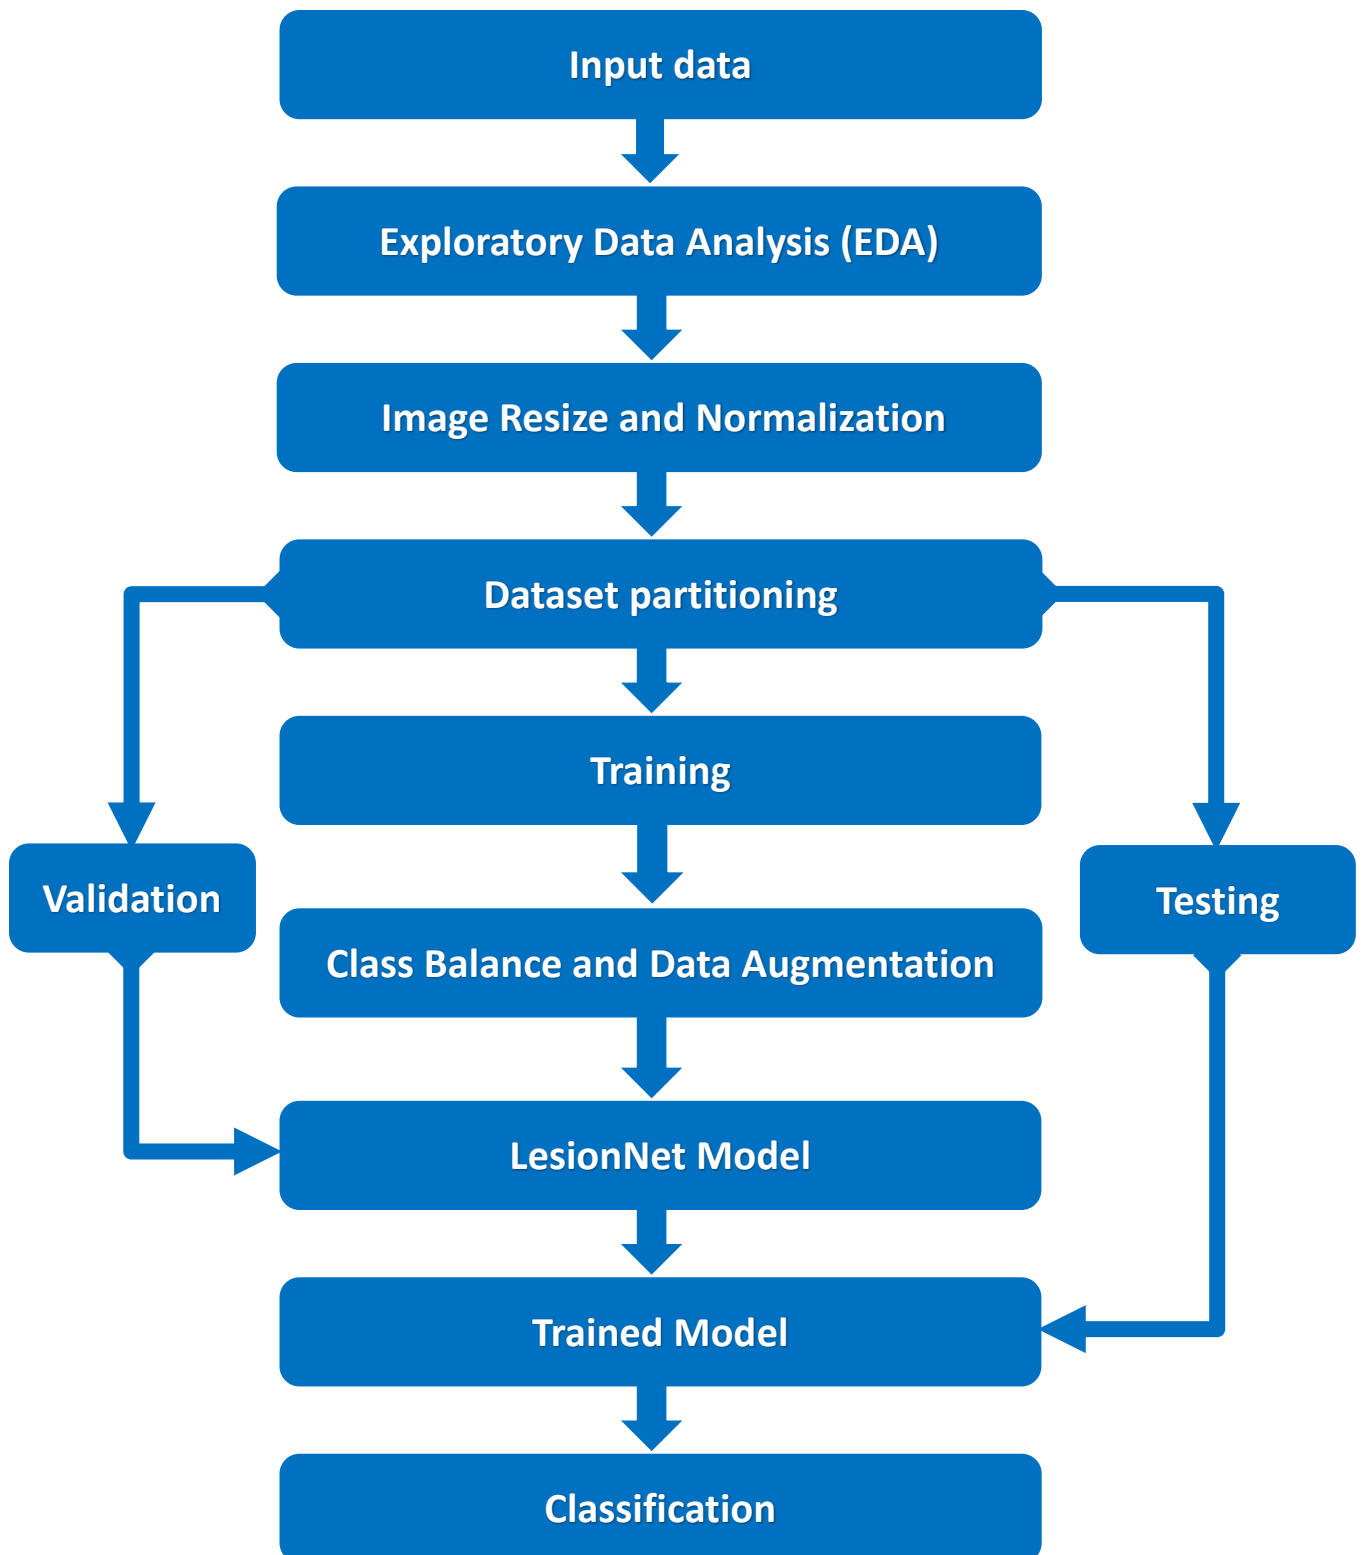 Input data
Exploratory Data Analysis (EDA)
Image Resize and Normalization
Dataset partitioning
Training
Validation
Testing
Class Balance and Data Augmentation
LesionNet Model
Trained Model
Classification